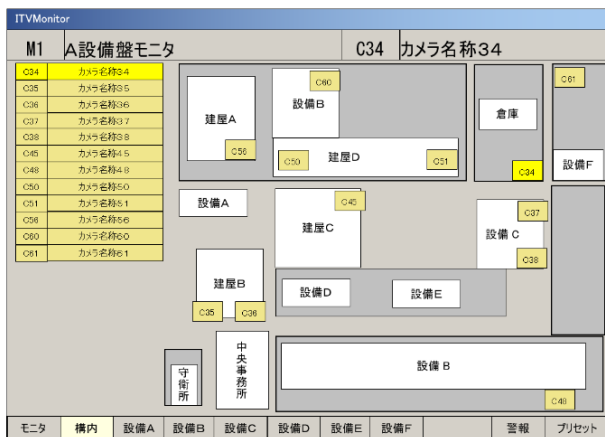 ITVMonitor
M1 A設備盤モニタ C34 カメラ名称34
C34 カメラ名称34
C35 カメラ名称35
C36 カメラ名称36
C37 カメラ名称37
C38 カメラ名称38
C45 カメラ名称45
C48 カメラ名称48
C50 カメラ名称50
C51 カメラ名称51
C56 カメラ名称56
C60 カメラ名称60
C61 カメラ名称61
C60
C61
設備B
建屋A
倉庫
C56
C50
建屋D
C51
C34
設備F
設備A
C45
C37
建屋C
設備C
C38
建屋B
設備D
設備E
C35
C36
中央事務所
守衛所
設備B
C48
モニタ 構内 設備A 設備B 設備C 設備D 設備E 設備F 警報 プリセット